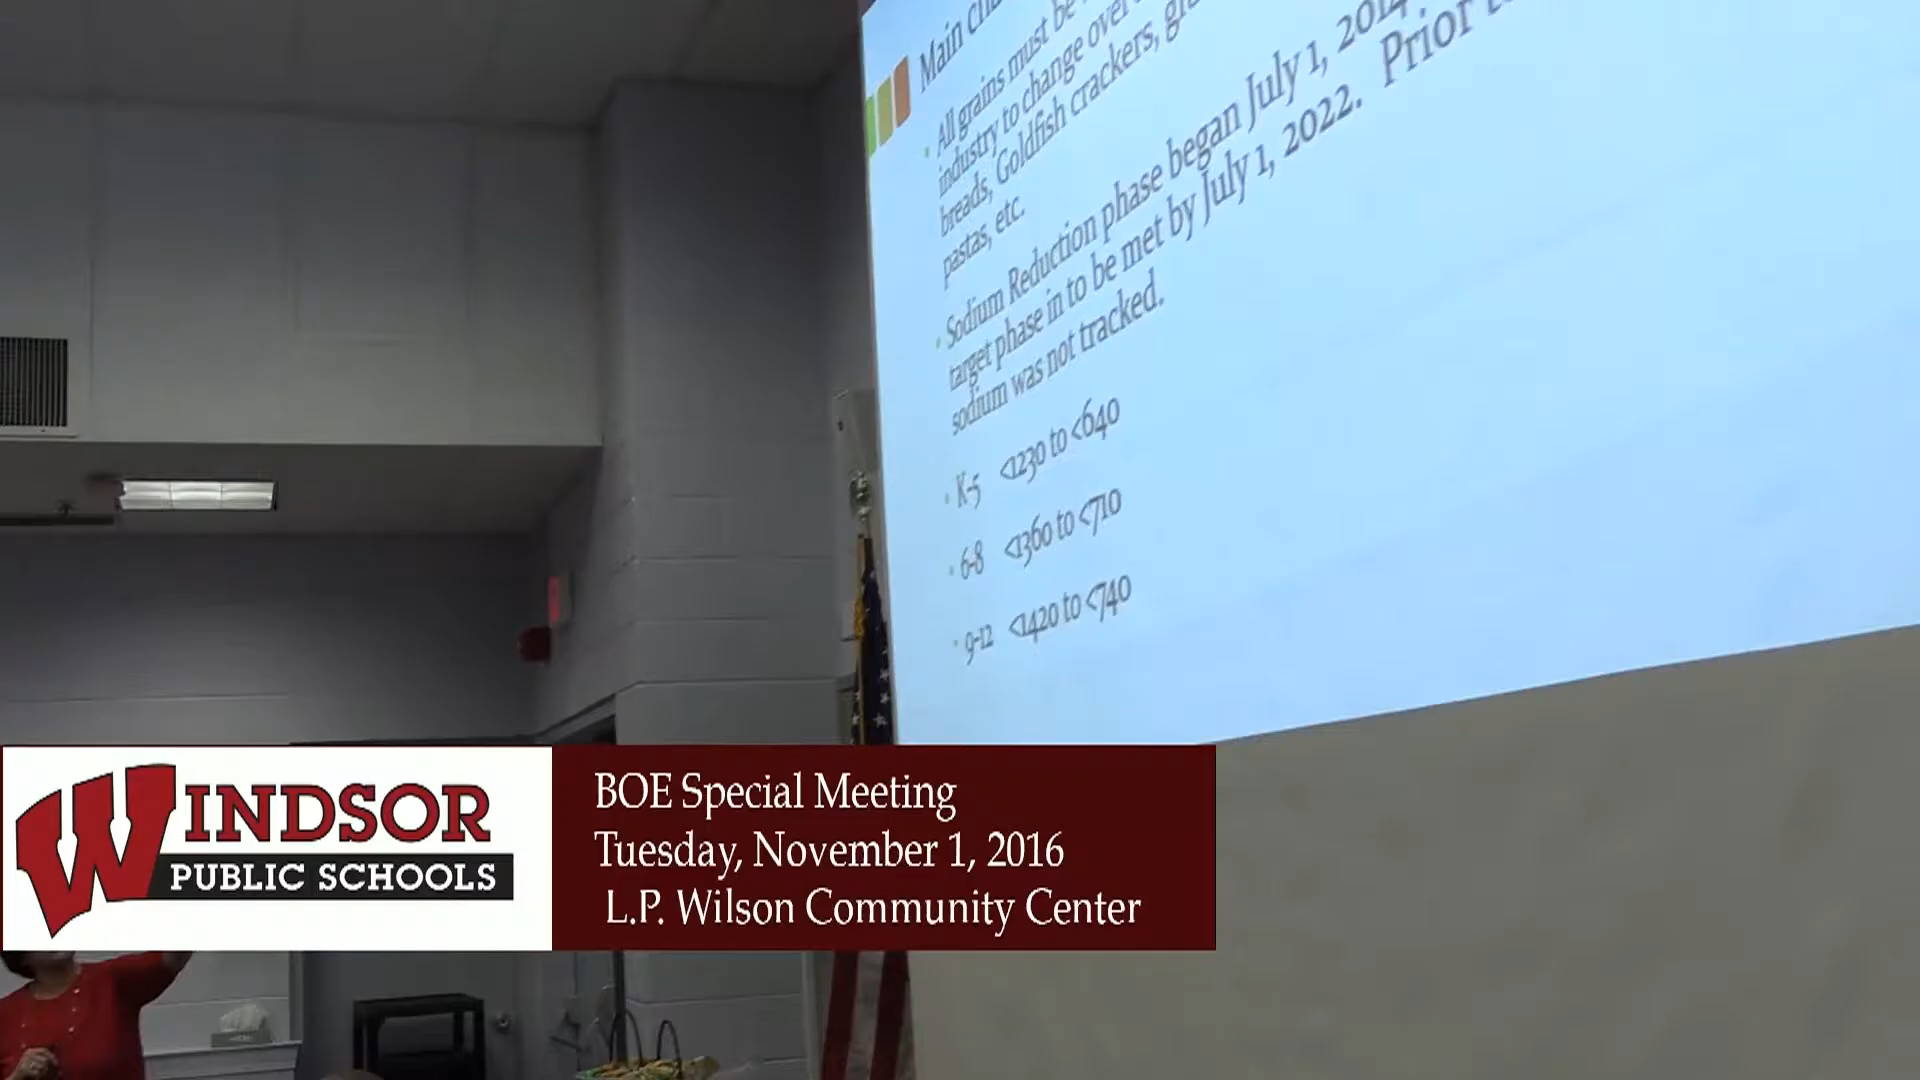 Main
All grains must be
industry to change over
breads, Goldfish crackers,
pastas, etc.
Sodium Reduction phase began July 1, 2014.
target phase in to be met by July 1, 2022. Prior to
sodium was not tracked.
K-5 <1230 to <640
6-8 <1360 to <710
9-12 <1420 to <740
WINDSOR
PUBLIC SCHOOLS
BOE Special Meeting
Tuesday, November 1, 2016
L.P. Wilson Community Center